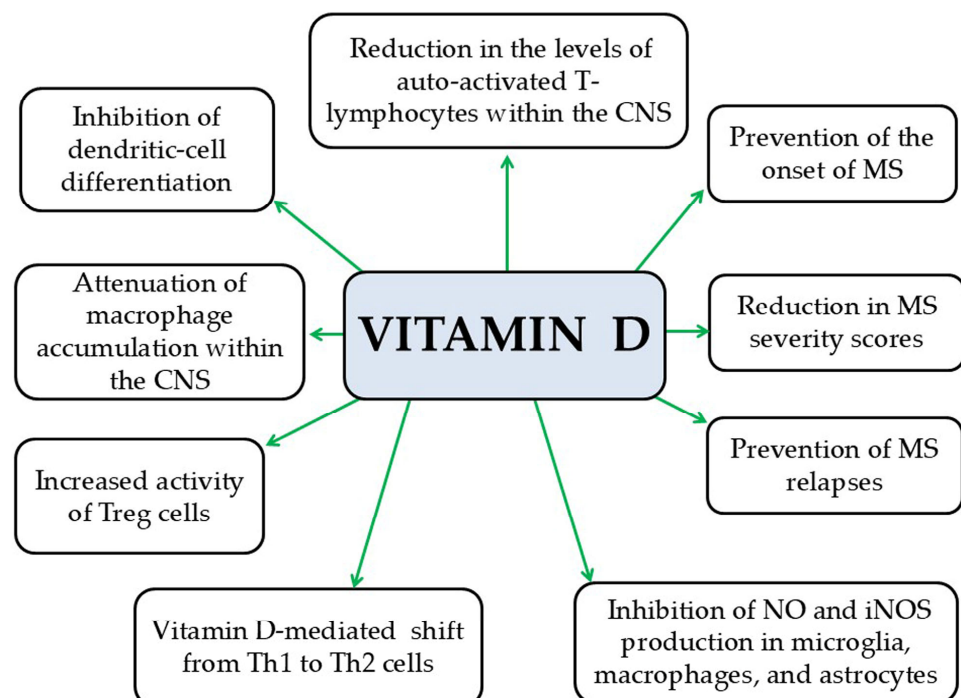 Reduction in the levels of
auto-activated T-
lymphocytes within the CNS
Inhibition of
dendritic-cell
differentiation
Prevention of the
onset of MS
Attenuation of
macrophage
accumulation within
the CNS
VITAMIN D
Reduction in MS
severity scores
Increased activity
of Treg cells
Prevention of MS
relapses
Vitamin D-mediated shift
from Th1 to Th2 cells
Inhibition of NO and iNOS
production in microglia,
macrophages, and astrocytes